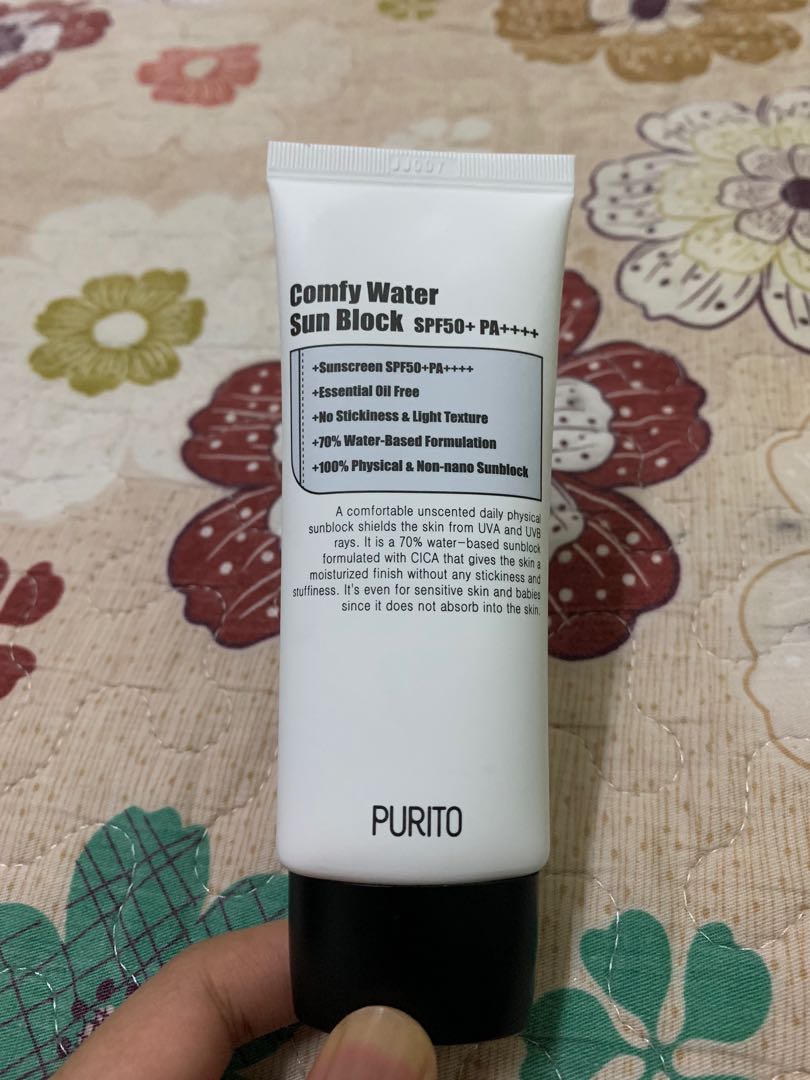 JJ007
Comfy Water
Sun Block SPF50+ PA++++
+Sunscreen SPF50+PA++++
+Essential Oil Free
+No Stickiness & Light Texture
+70% Water-Based Formulation
+100% Physical & Non-nano Sunblock
A comfortable unscented daily physical
sunblock shields the skin from UVA and UVB
rays. It is a 70% water-based sunblock
formulated with CICA that gives the skin a
moisturized finish without any stickiness and
stuffiness. It's even for sensitive skin and babies
since it does not absorb into the skin.
PURITO